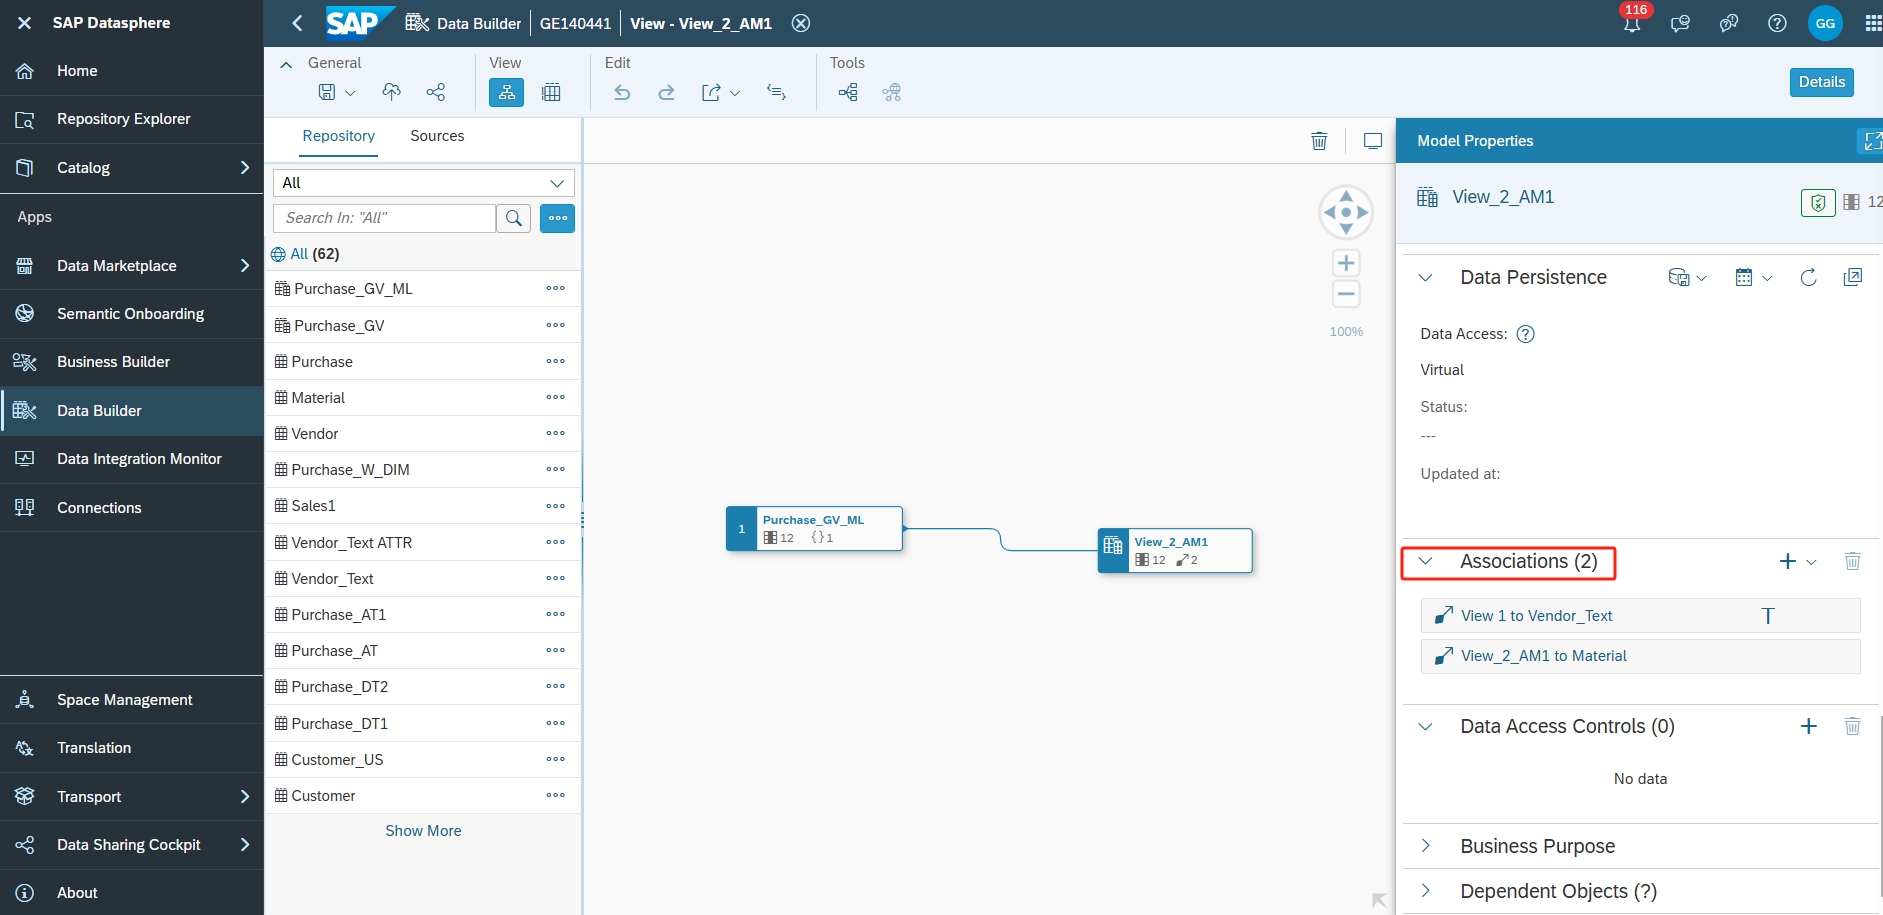 SAP Datasphere
SAP
Data Builder
GE140441
View - View_2_AM1
116
GG
Home
Repository Explorer
Catalog
Apps
Data Marketplace
Semantic Onboarding
Business Builder
Data Builder
Data Integration Monitor
Connections
Space Management
Translation
Transport
Data Sharing Cockpit
About
General
View
Edit
Tools
Details
Repository
Sources
All
Search In: "All"
All (62)
Purchase_GV_ML
Purchase_GV
Purchase
Material
Vendor
Purchase_W_DIM
Sales1
Vendor_Text ATTR
Vendor_Text
Purchase_AT1
Purchase_AT
Purchase_DT2
Purchase_DT1
Customer_US
Customer
Show More
100%
1
Purchase_GV_ML
12 {}1
View_2_AM1
12 2
Model Properties
View_2_AM1
12
Data Persistence
Data Access:
Virtual
Status:
---
Updated at:
Associations (2)
View 1 to Vendor_Text T
View_2_AM1 to Material
Data Access Controls (0)
No data
Business Purpose
Dependent Objects (?)